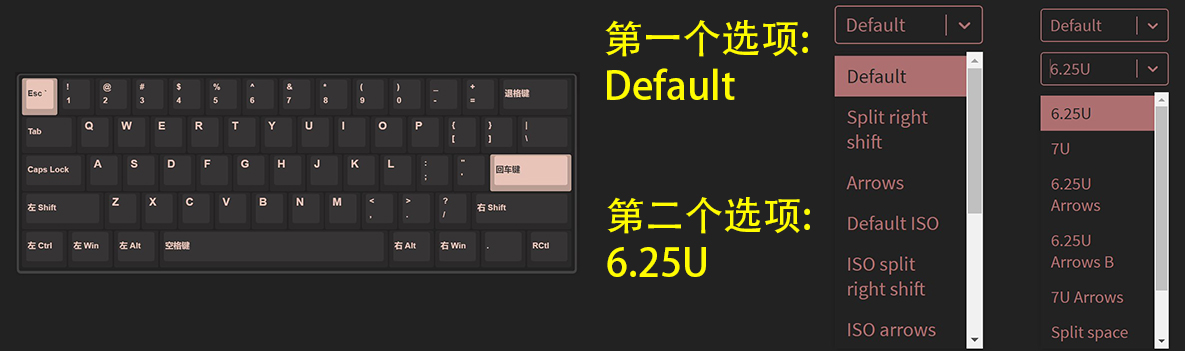 Esc `
! 1
@ 2
# 3
$ 4
% 5
^ 6
& 7
* 8
( 9
) 0
_ -
+ =
退格键
Tab
Q
W
E
R
T
Y
U
I
O
P
{ [
} ]
| \
Caps Lock
A
S
D
F
G
H
J
K
L
: ;
" '
回车键
左 Shift
Z
X
C
V
B
N
M
< ,
> .
? /
右 Shift
左 Ctrl
左 Win
左 Alt
空格键
右 Alt
右 Win
.
RCtl
第一个选项:
Default
第二个选项:
6.25U
Default
Default
Split right
shift
Arrows
Default ISO
ISO split
right shift
ISO arrows
Default
6.25U
6.25U
7U
6.25U
Arrows
6.25U
Arrows B
7U Arrows
Split space